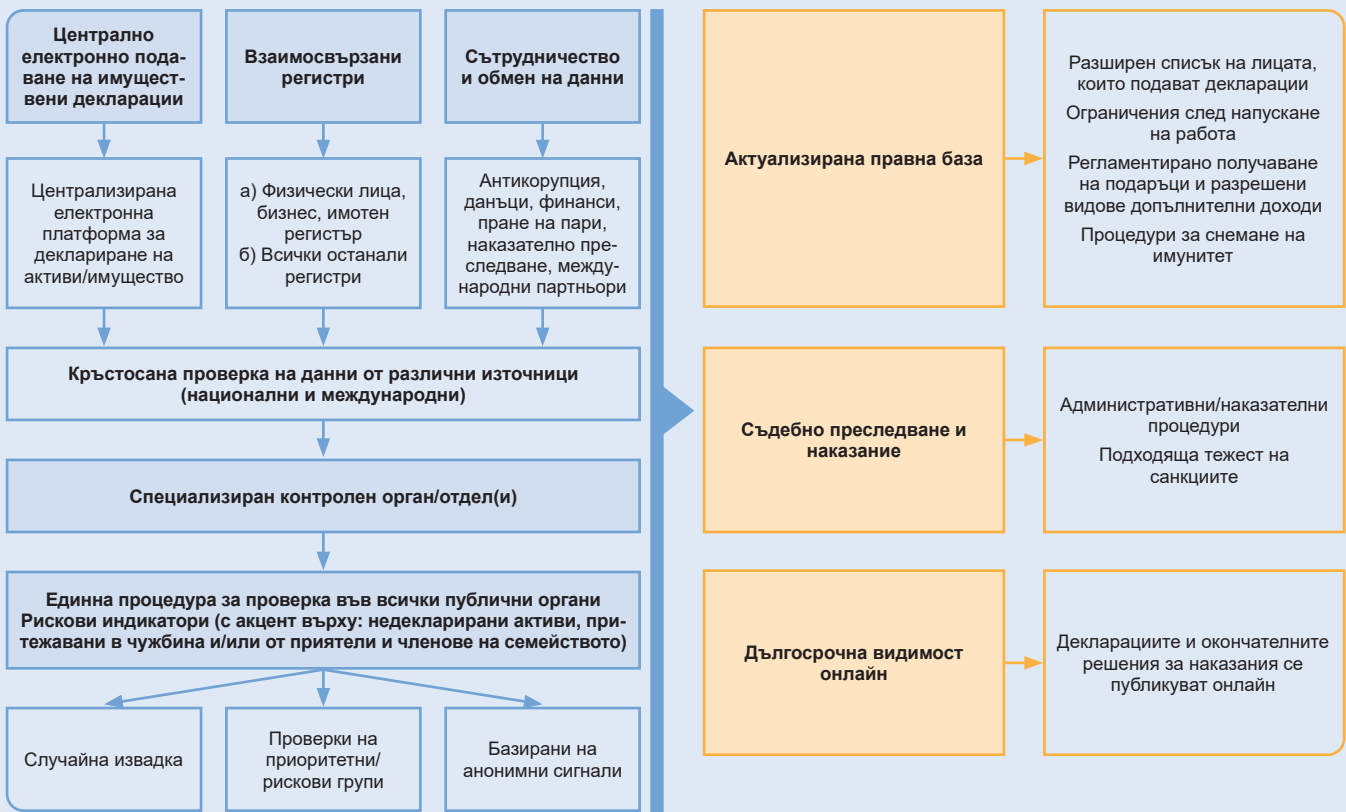 Централно
електронно пода-
ване на имущест-
вени декларации
Взаимосвързани
регистри
Сътрудничество
и обмен на данни
Централизирана
електронна
платформа за
деклариране на
активи/имущество
а) Физически лица,
бизнес, имотен
регистър
б) Всички останали
регистри
Антикорупция,
данъци, финанси,
пране на пари,
наказателно пре-
следване, между-
народни партньори
Кръстосана проверка на данни от различни източници
(национални и международни)
Специализиран контролен орган/отдел(и)
Единна процедура за проверка във всички публични органи
Рискови индикатори (с акцент върху: недекларирани активи, при-
тежавани в чужбина и/или от приятели и членове на семейството)
Случайна извадка
Проверки на
приоритетни/
рискови групи
Базирани на
анонимни сигнали
Актуализирана правна база
Разширен списък на лицата,
които подават декларации
Ограничения след напускане
на работа
Регламентирано получаване
на подаръци и разрешени
видове допълнителни доходи
Процедури за снемане на
имунитет
Съдебно преследване и
наказание
Административни/наказателни
процедури
Подходяща тежест на
санкциите
Дългосрочна видимост
онлайн
Декларациите и окончателните
решения за наказания се
публикуват онлайн